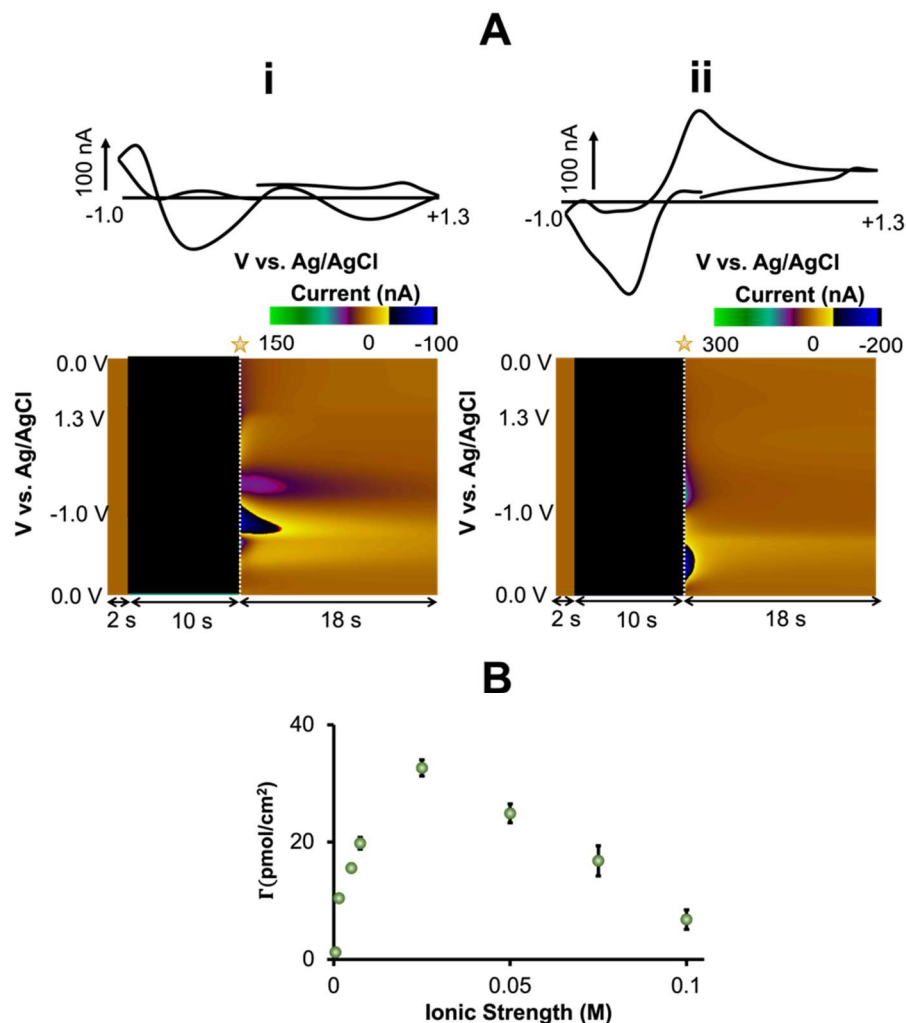 A
i
ii
100 nA
-1.0
+1.3
V vs. Ag/AgCl
100 nA
-1.0
+1.3
V vs. Ag/AgCl
Current (nA)
150
0
-100
Current (nA)
300
0
-200
V vs. Ag/AgCl
0.0 V
1.3 V
-1.0 V
0.0 V
2 s
10 s
18 s
V vs. Ag/AgCl
0.0 V
1.3 V
-1.0 V
0.0 V
2 s
10 s
18 s
B
Γ(pmol/cm²)
40
20
0
0
0.05
0.1
Ionic Strength (M)